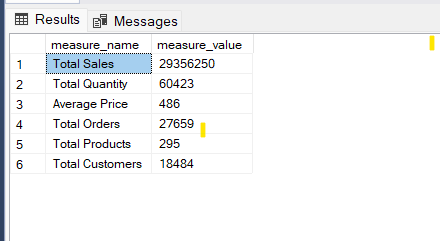 Results Messages
measure_name measure_value
1 Total Sales 29356250
2 Total Quantity 60423
3 Average Price 486
4 Total Orders 27659
5 Total Products 295
6 Total Customers 18484